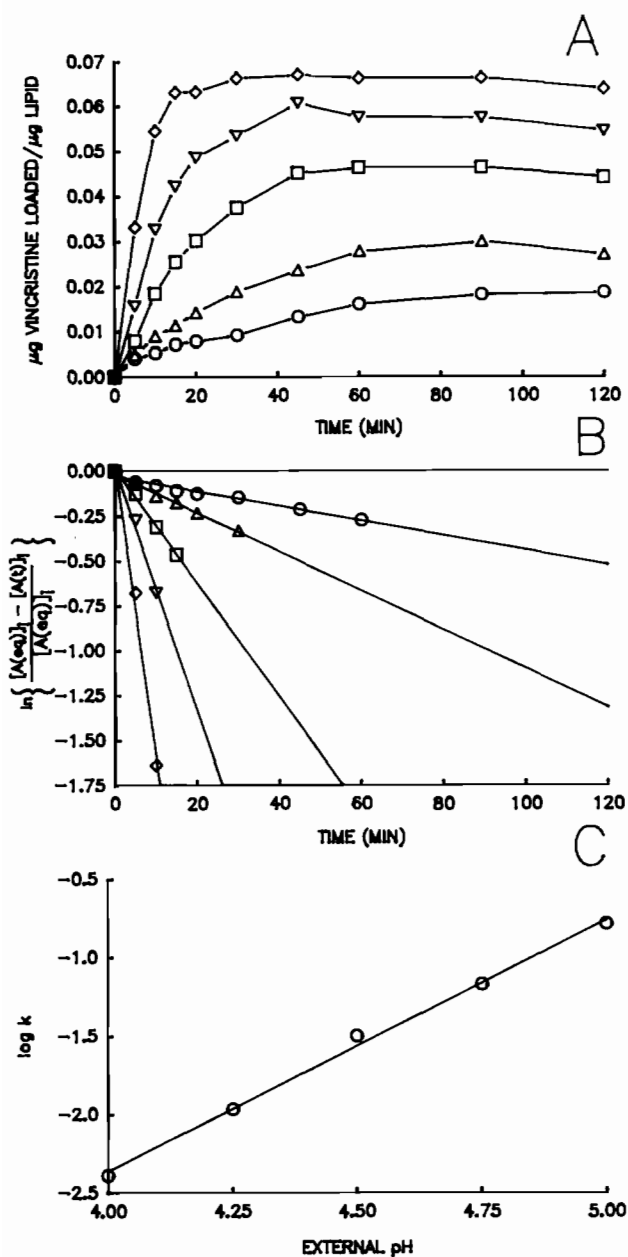 A
0.07
0.06
0.05
0.04
0.03
0.02
0.01
0.00
µg VINCRISTINE LOADED/µg LIPID
0 20 40 60 80 100 120
TIME (MIN)
B
0.00
−0.25
−0.50
−0.75
−1.00
−1.25
−1.50
−1.75
ln{ [A(eq)]l − [A(t)]l / [A(eq)]l }
0 20 40 60 80 100 120
TIME (MIN)
C
−0.5
−1.0
−1.5
−2.0
−2.5
log k
4.00 4.25 4.50 4.75 5.00
EXTERNAL pH